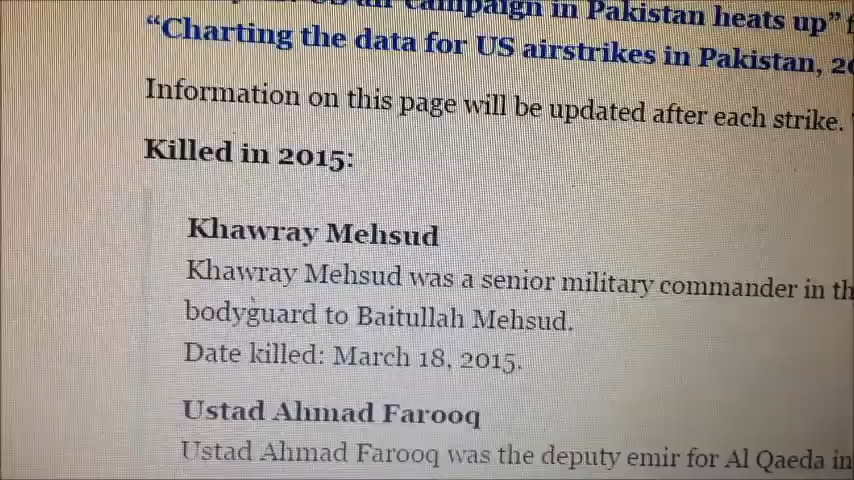 campaign in Pakistan heats up”
“Charting the data for US airstrikes in Pakistan,
Information on this page will be updated after each strike.
Killed in 2015:
Khawray Mehsud
Khawray Mehsud was a senior military commander in
bodyguard to Baitullah Mehsud.
Date killed: March 18, 2015.
Ustad Ahmad Farooq
Ustad Ahmad Farooq was the deputy emir for Al Qaeda in